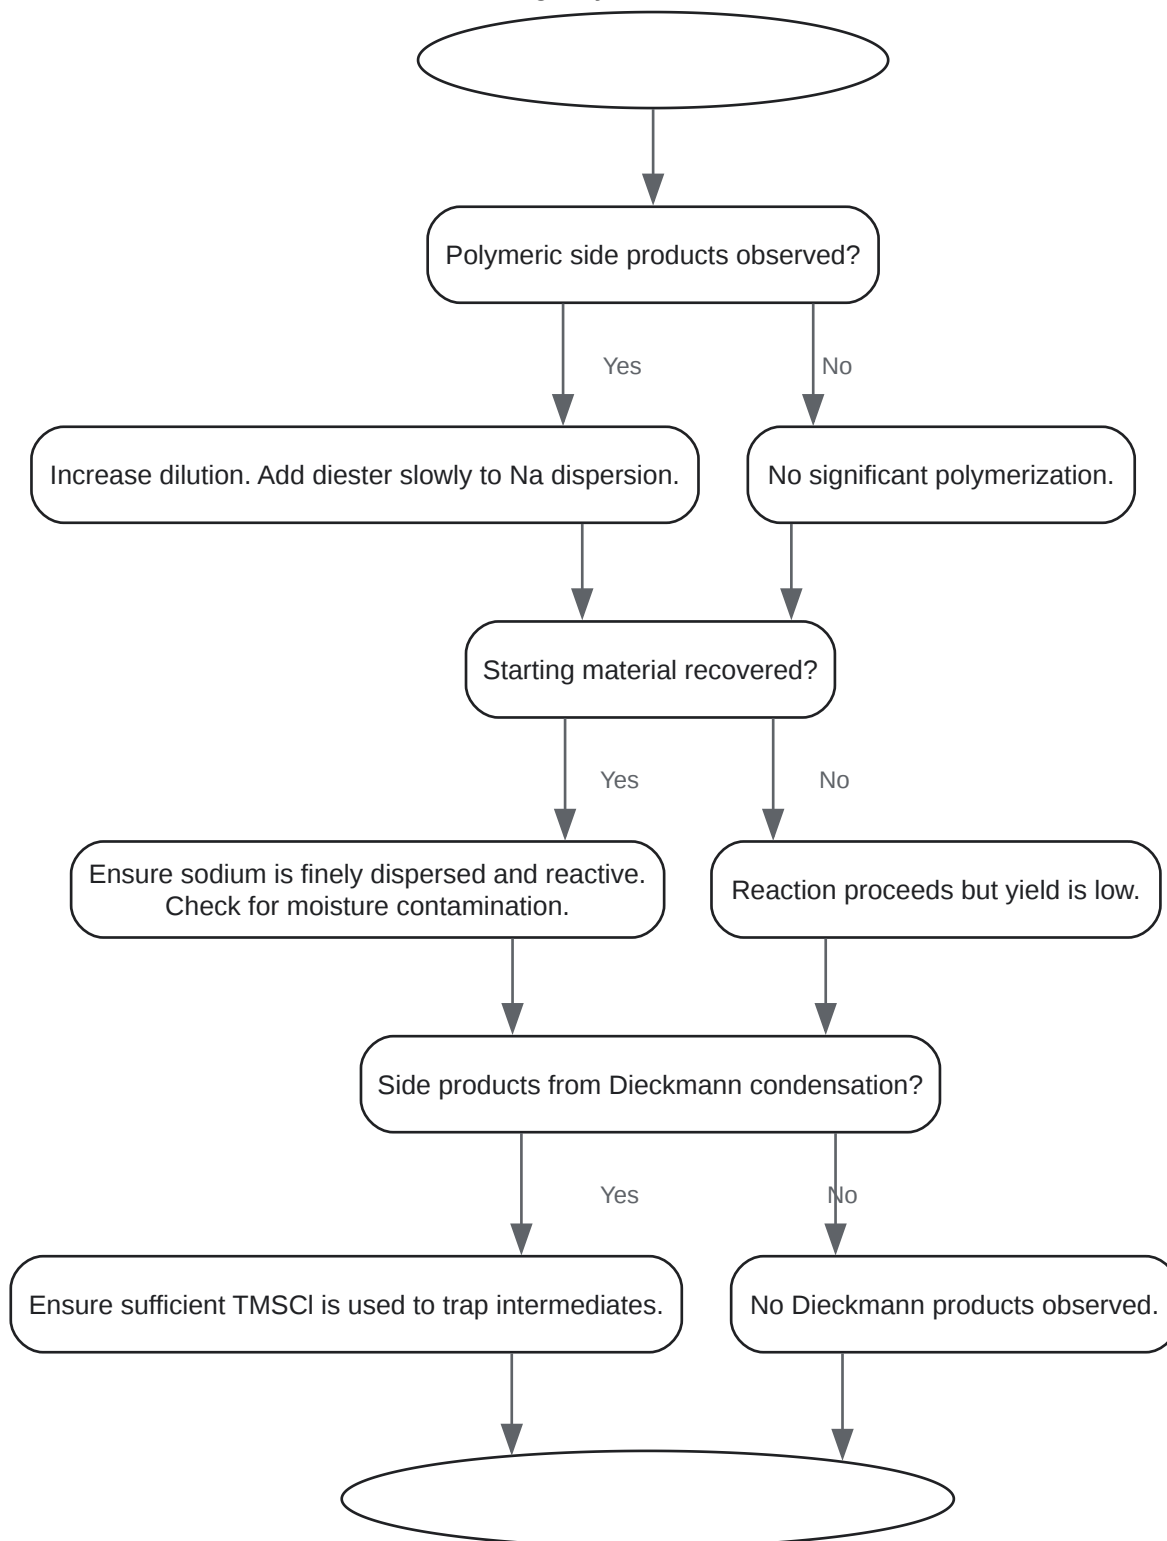 Polymeric side products observed?
Yes
No
Increase dilution. Add diester slowly to Na dispersion.
No significant polymerization.
Starting material recovered?
Yes
No
Ensure sodium is finely dispersed and reactive.
Check for moisture contamination.
Reaction proceeds but yield is low.
Side products from Dieckmann condensation?
Yes
No
Ensure sufficient TMSCl is used to trap intermediates.
No Dieckmann products observed.